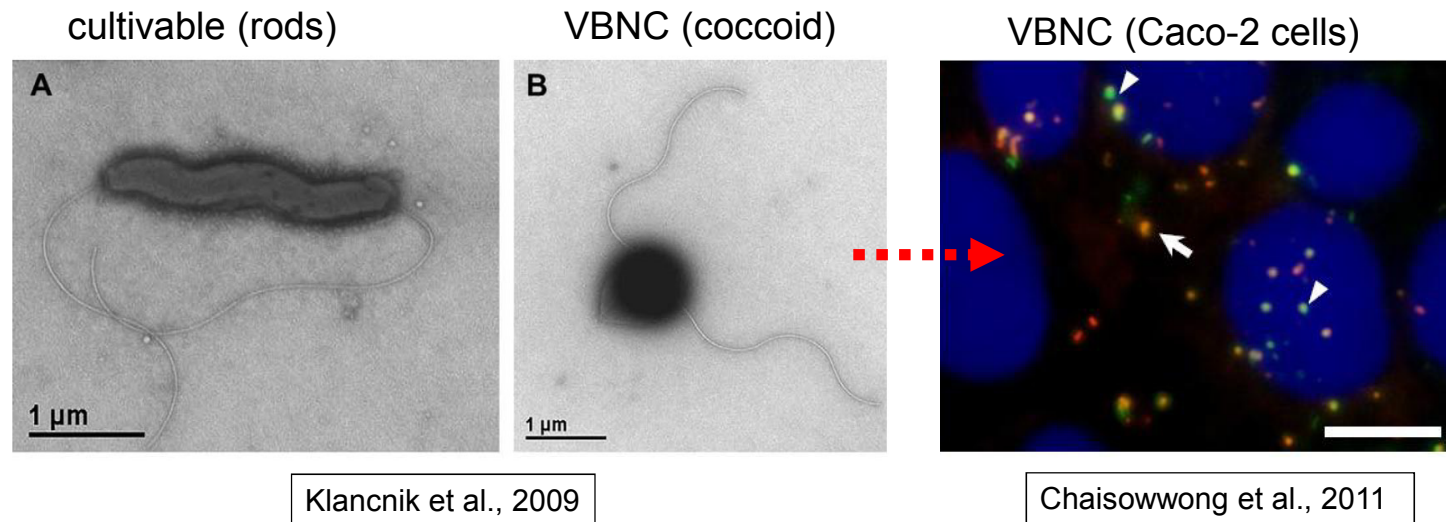 cultivable (rods)
VBNC (coccoid)
VBNC (Caco-2 cells)
A
B
1 µm
1 µm
Klancnik et al., 2009
Chaisowwong et al., 2011